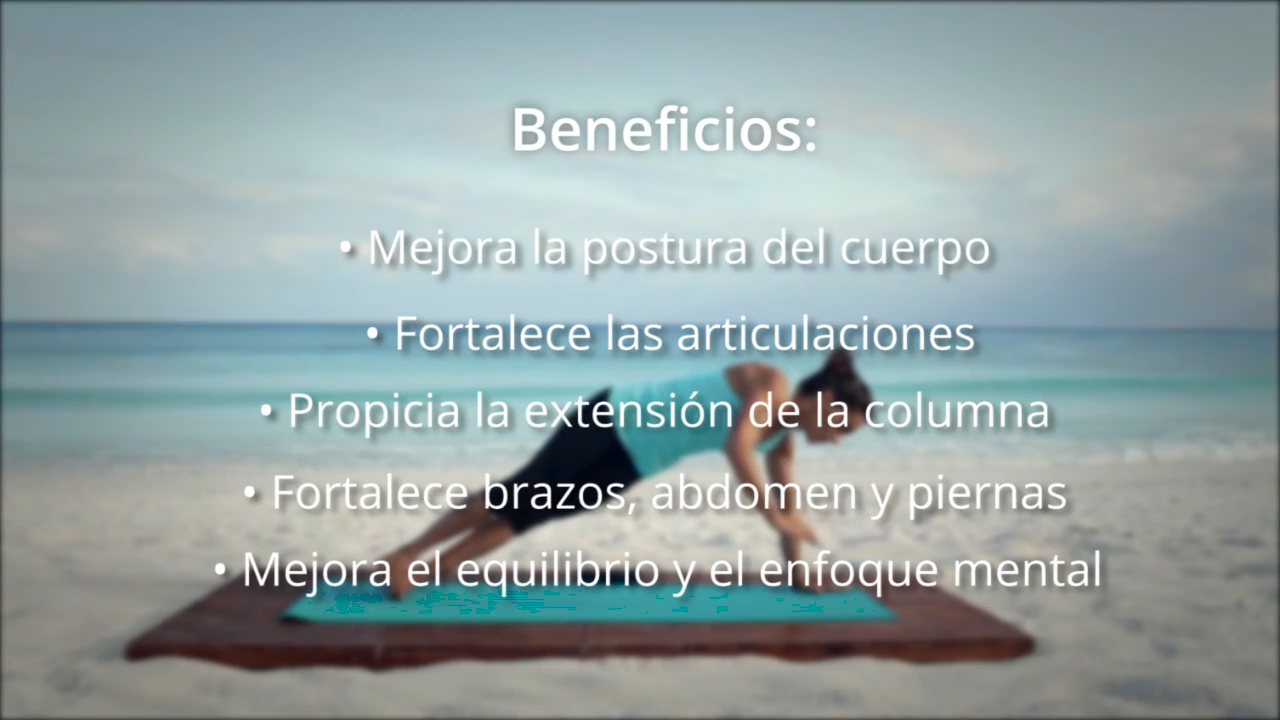 Beneficios:
• Mejora la postura del cuerpo
• Fortalece las articulaciones
• Propicia la extensión de la columna
• Fortalece brazos, abdomen y piernas
• Mejora el equilibrio y el enfoque mental